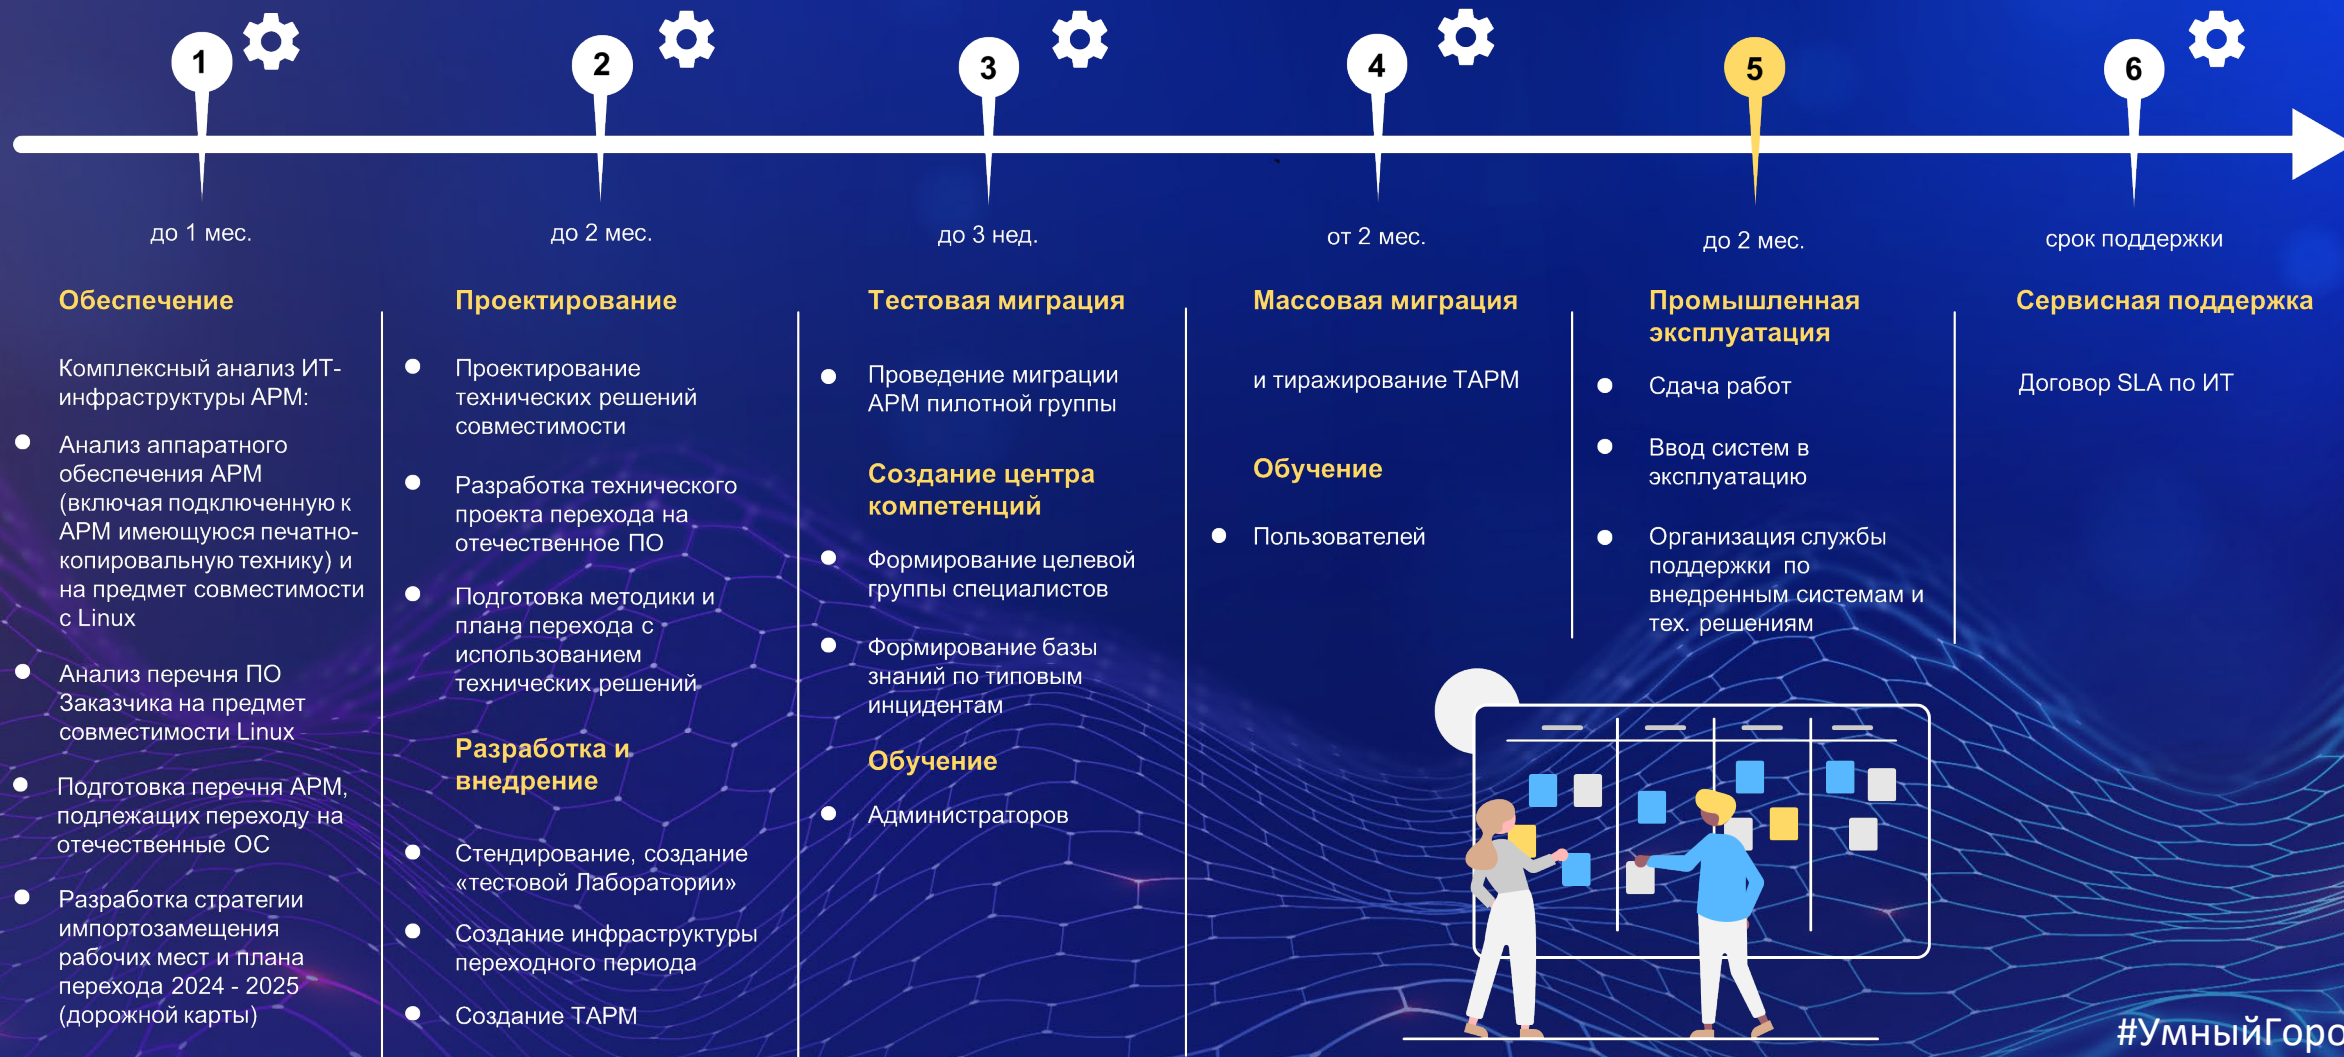 1
2
3
4
5
6
до 1 мес.
до 2 мес.
до 3 нед.
от 2 мес.
до 2 мес.
срок поддержки
Обеспечение
Комплексный анализ ИТ-
инфраструктуры АРМ:
Анализ аппаратного
обеспечения АРМ
(включая подключенную к
АРМ имеющуюся печатно-
копировальную технику) и
на предмет совместимости
с Linux
Анализ перечня ПО
Заказчика на предмет
совместимости Linux
Подготовка перечня АРМ,
подлежащих переходу на
отечественные ОС
Разработка стратегии
импортозамещения
рабочих мест и плана
перехода 2024 - 2025
(дорожной карты)
Проектирование
Проектирование
технических решений
совместимости
Разработка технического
проекта перехода на
отечественное ПО
Подготовка методики и
плана перехода с
использованием
технических решений
Разработка и
внедрение
Стендирование, создание
«тестовой Лаборатории»
Создание инфраструктуры
переходного периода
Создание ТАРМ
Тестовая миграция
Проведение миграции
АРМ пилотной группы
Создание центра
компетенций
Формирование целевой
группы специалистов
Формирование базы
знаний по типовым
инцидентам
Обучение
Администраторов
Массовая миграция
и тиражирование ТАРМ
Обучение
Пользователей
Промышленная
эксплуатация
Сдача работ
Ввод систем в
эксплуатацию
Организация службы
поддержки по
внедренным системам и
тех. решениям
Сервисная поддержка
Договор SLA по ИТ
#УмныйГоро